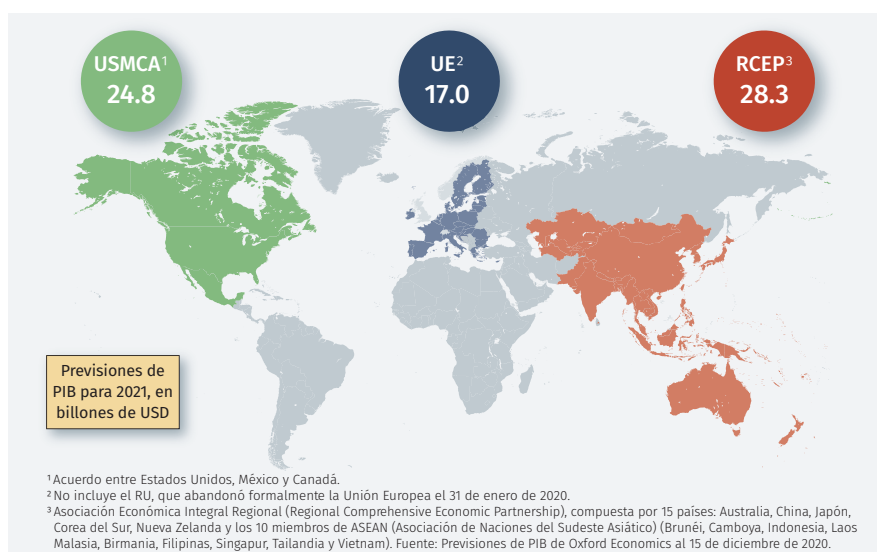 USMCA¹
24.8
UE²
17.0
RCEP³
28.3
Previsiones de
PIB para 2021, en
billones de USD
¹ Acuerdo entre Estados Unidos, México y Canadá.
² No incluye el RU, que abandonó formalmente la Unión Europea el 31 de enero de 2020.
³ Asociación Económica Integral Regional (Regional Comprehensive Economic Partnership), compuesta por 15 países: Australia, China, Japón,
Corea del Sur, Nueva Zelanda y los 10 miembros de ASEAN (Asociación de Naciones del Sudeste Asiático) (Brunéi, Camboya, Indonesia, Laos
Malasia, Birmania, Filipinas, Singapur, Tailandia y Vietnam). Fuente: Previsiones de PIB de Oxford Economics al 15 de diciembre de 2020.